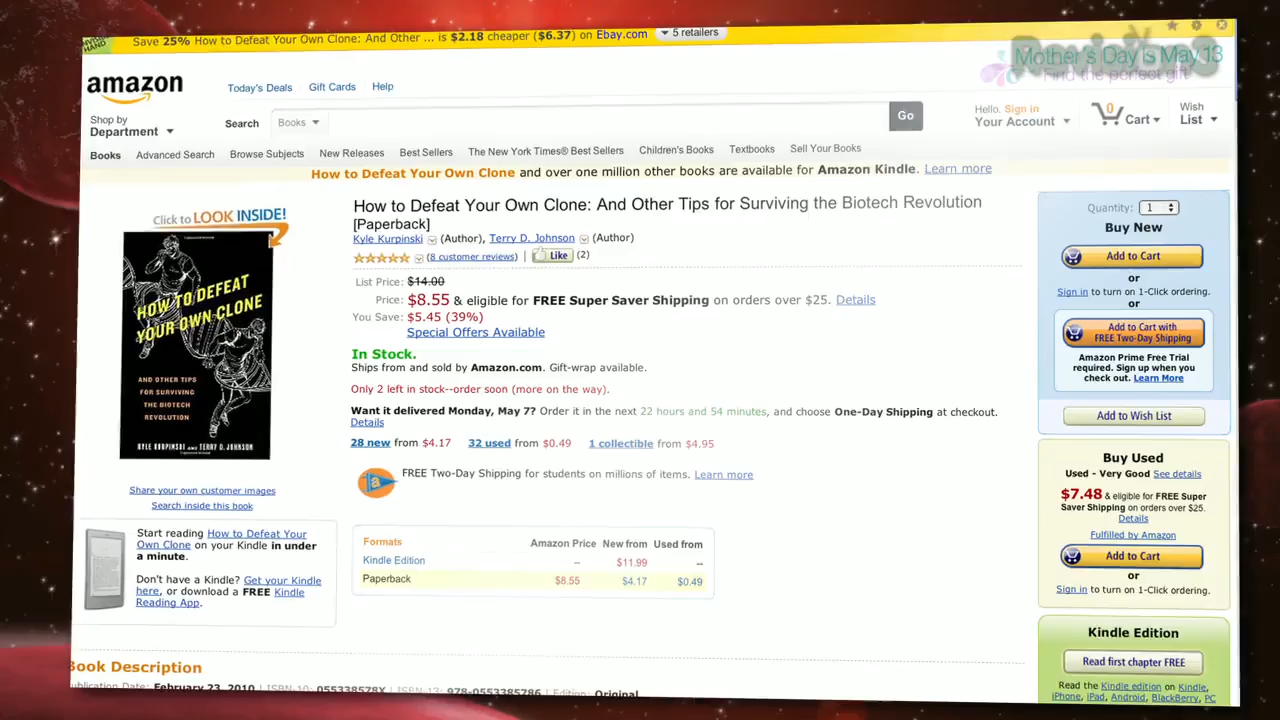 Save 25% How to Defeat Your Own Clone: And Other ... is $2.18 cheaper ($6.37) on Ebay.com 5 retailers
Mother's Day is May 13
Find the perfect gift
amazon
Today's Deals Gift Cards Help
Shop by
Department
Search Books Go
Hello. Sign in
Your Account
0
Cart
Wish
List
Books Advanced Search Browse Subjects New Releases Best Sellers The New York Times® Best Sellers Children's Books Textbooks Sell Your Books
How to Defeat Your Own Clone and over one million other books are available for Amazon Kindle. Learn more
Click to LOOK INSIDE!
HOW TO DEFEAT
YOUR OWN CLONE
AND OTHER TIPS
FOR SURVIVING
THE BIOTECH
REVOLUTION
KYLE KURPINSKI AND TERRY D. JOHNSON
Share your own customer images
Search inside this book
Start reading How to Defeat Your
Own Clone on your Kindle in under
a minute.
Don't have a Kindle? Get your Kindle
here, or download a FREE Kindle
Reading App.
How to Defeat Your Own Clone: And Other Tips for Surviving the Biotech Revolution
[Paperback]
Kyle Kurpinski (Author), Terry D. Johnson (Author)
(8 customer reviews) | Like (2)
List Price: $14.00
Price: $8.55 & eligible for FREE Super Saver Shipping on orders over $25. Details
You Save: $5.45 (39%)
Special Offers Available
In Stock.
Ships from and sold by Amazon.com. Gift-wrap available.
Only 2 left in stock--order soon (more on the way).
Want it delivered Monday, May 7? Order it in the next 22 hours and 54 minutes, and choose One-Day Shipping at checkout.
Details
28 new from $4.17 32 used from $0.49 1 collectible from $4.95
FREE Two-Day Shipping for students on millions of items. Learn more
Formats Amazon Price New from Used from
Kindle Edition -- $11.99 --
Paperback $8.55 $4.17 $0.49
Quantity: 1
Buy New
Add to Cart
or
Sign in to turn on 1-Click ordering.
or
Add to Cart with
FREE Two-Day Shipping
Amazon Prime Free Trial
required. Sign up when you
check out. Learn More
Add to Wish List
Buy Used
Used - Very Good See details
$7.48 & eligible for FREE Super
Saver Shipping on orders over $25.
Details
Fulfilled by Amazon
Add to Cart
or
Sign in to turn on 1-Click ordering.
Kindle Edition
Read first chapter FREE
Read the Kindle edition on Kindle,
iPhone, iPad, Android, BlackBerry, PC
Book Description
Publication Date: February 23, 2010 | ISBN-10: 055338578X | ISBN-13: 978-0553385786 | Edition: Original